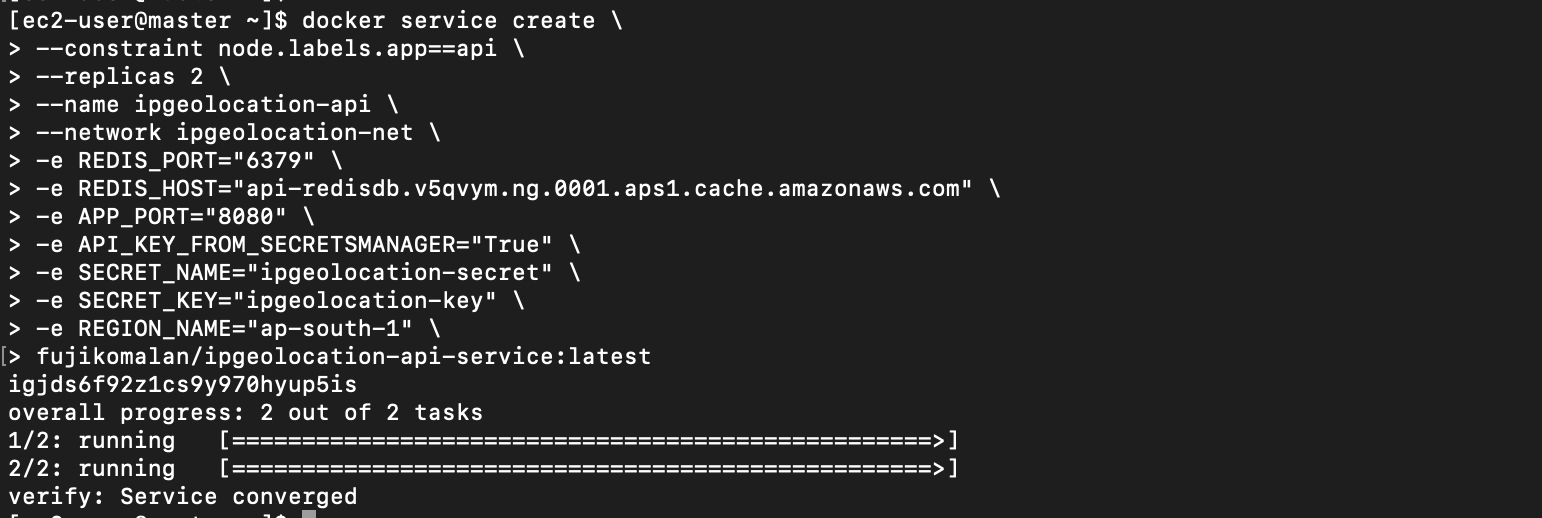 [ec2-user@master ~]$ docker service create \
> --constraint node.labels.app==api \
> --replicas 2 \
> --name ipgeolocation-api \
> --network ipgeolocation-net \
> -e REDIS_PORT="6379" \
> -e REDIS_HOST="api-redisdb.v5qvym.ng.0001.aps1.cache.amazonaws.com" \
> -e APP_PORT="8080" \
> -e API_KEY_FROM_SECRETSMANAGER="True" \
> -e SECRET_NAME="ipgeolocation-secret" \
> -e SECRET_KEY="ipgeolocation-key" \
> -e REGION_NAME="ap-south-1" \
[> fujikomalan/ipgeolocation-api-service:latest
igjds6f92z1cs9y970hyup5is
overall progress: 2 out of 2 tasks
1/2: running   [==================================================>]
2/2: running   [==================================================>]
verify: Service converged